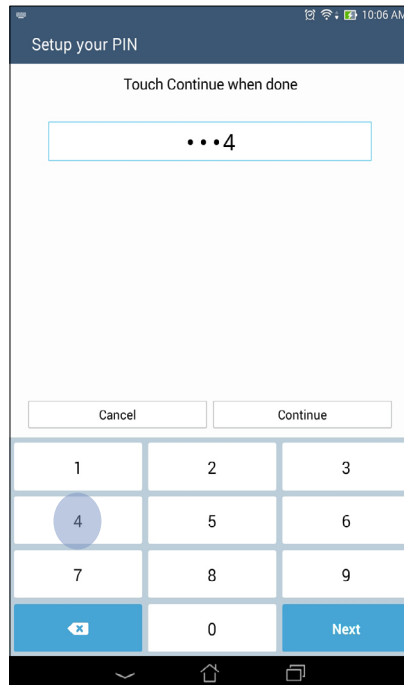 10:06 AM
Setup your PIN
Touch Continue when done
•••4
Cancel Continue
1 2 3
4 5 6
7 8 9
0 Next